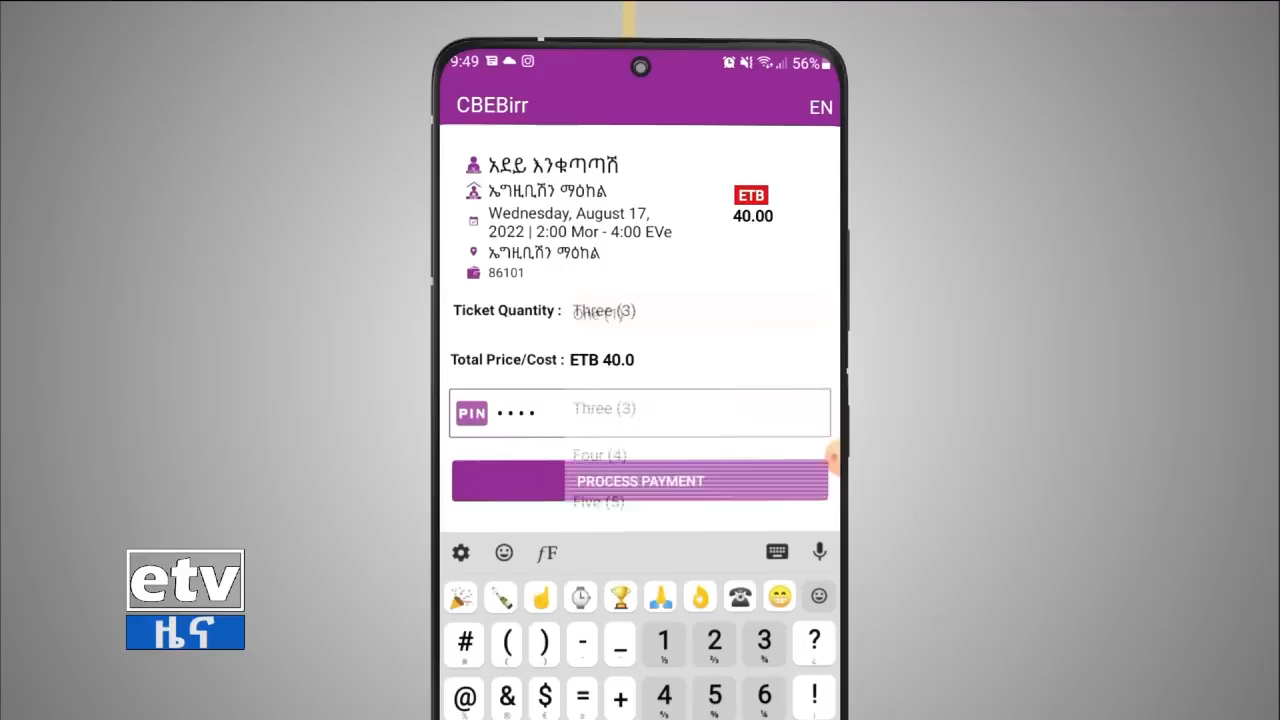 9:49
56%
CBEBirr
EN
አደይ እንቁጣጣሽ
ኤግዚቢሽን ማዕከል
ETB
40.00
Wednesday, August 17,
2022 | 2:00 Mor - 4:00 EVe
ኤግዚቢሽን ማዕከል
86101
Ticket Quantity :
Three (3)
One (1)
Total Price/Cost : ETB 40.0
PIN ••••
Three (3)
Four (4)
PROCESS PAYMENT
Five (5)
fF
# ( ) - _ 1 2 3 ?
@ & $ = + 4 5 6 !
etv
ዜና